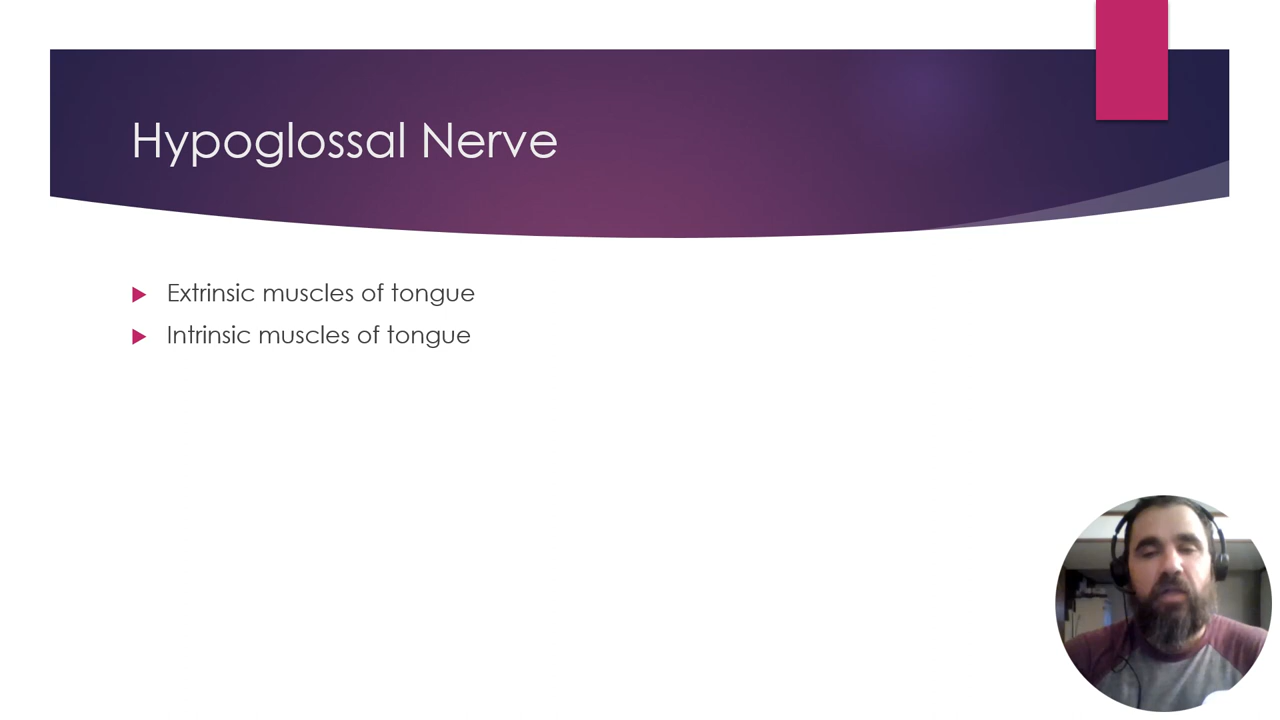 Hypoglossal Nerve
Extrinsic muscles of tongue
Intrinsic muscles of tongue